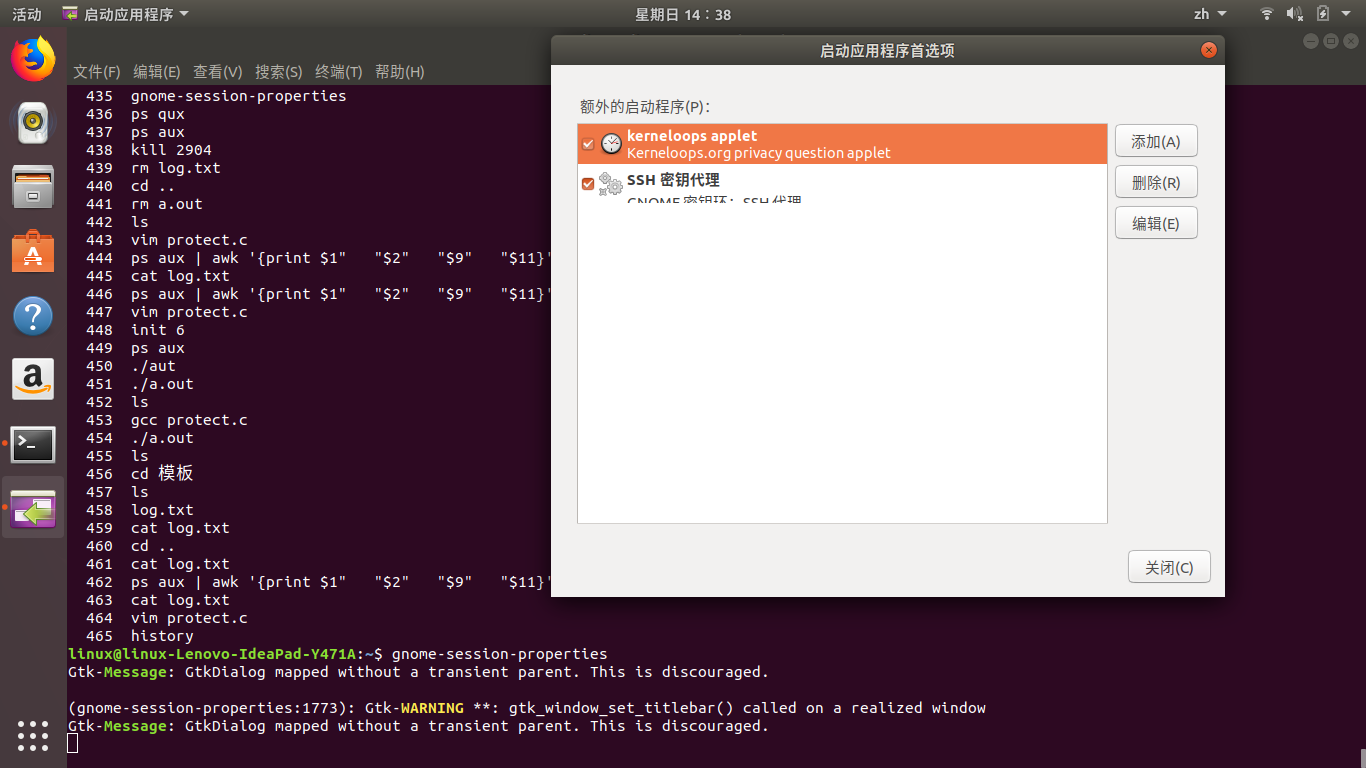 活动
启动应用程序
星期日 14：38
zh
文件(F) 编辑(E) 查看(V) 搜索(S) 终端(T) 帮助(H)
435 gnome-session-properties
436 ps qux
437 ps aux
438 kill 2904
439 rm log.txt
440 cd ..
441 rm a.out
442 ls
443 vim protect.c
444 ps aux | awk '{print $1" "$2" "$9" "$11}'
445 cat log.txt
446 ps aux | awk '{print $1" "$2" "$9" "$11}'
447 vim protect.c
448 init 6
449 ps aux
450 ./aut
451 ./a.out
452 ls
453 gcc protect.c
454 ./a.out
455 ls
456 cd 模板
457 ls
458 log.txt
459 cat log.txt
460 cd ..
461 cat log.txt
462 ps aux | awk '{print $1" "$2" "$9" "$11}'
463 cat log.txt
464 vim protect.c
465 history
linux@linux-Lenovo-IdeaPad-Y471A:~$ gnome-session-properties
Gtk-Message: GtkDialog mapped without a transient parent. This is discouraged.
(gnome-session-properties:1773): Gtk-WARNING **: gtk_window_set_titlebar() called on a realized window
Gtk-Message: GtkDialog mapped without a transient parent. This is discouraged.
启动应用程序首选项
额外的启动程序(P)：
kerneloops applet
Kerneloops.org privacy question applet
SSH 密钥代理
GNOME 密钥环：SSH 代理
添加(A)
删除(R)
编辑(E)
关闭(C)